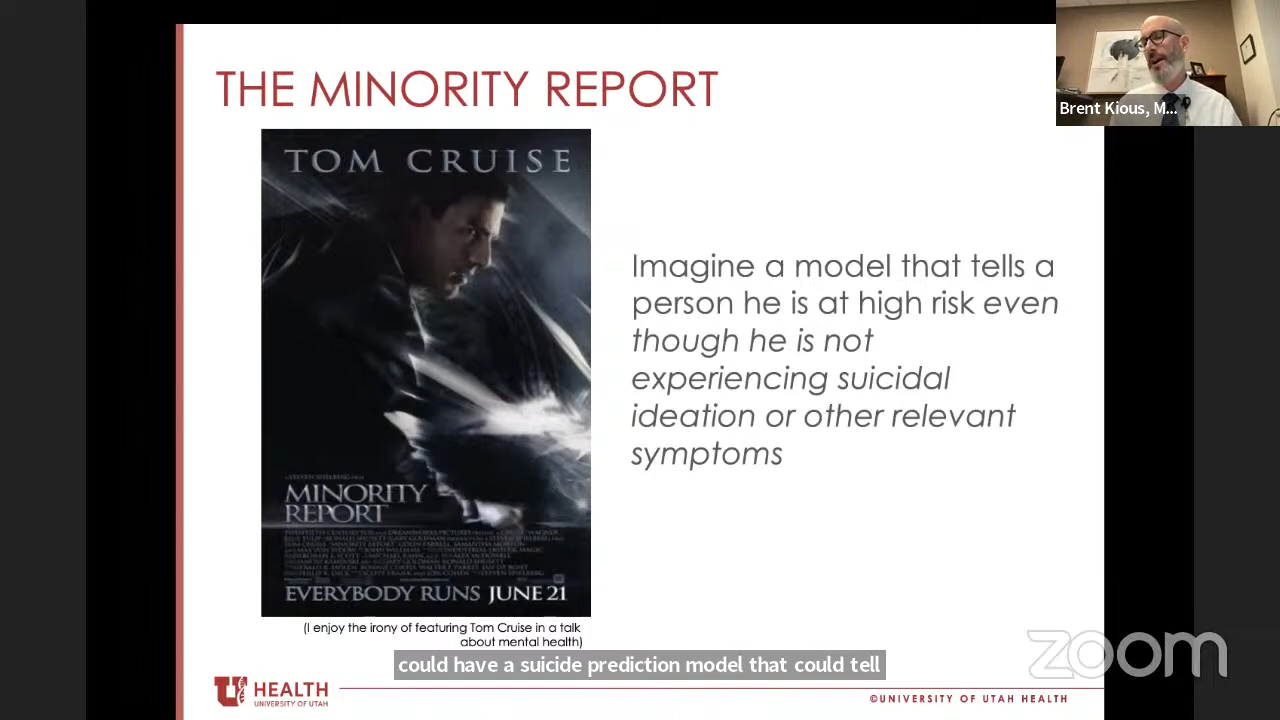 THE MINORITY REPORT
Brent Kious, M...
TOM CRUISE
Imagine a model that tells a
person he is at high risk even
though he is not
experiencing suicidal
ideation or other relevant
symptoms
MINORITY
REPORT
EVERYBODY RUNS JUNE 21
(I enjoy the irony of featuring Tom Cruise in a talk
about mental health)
could have a suicide prediction model that could tell
zoom
U HEALTH
UNIVERSITY OF UTAH
©UNIVERSITY OF UTAH HEALTH